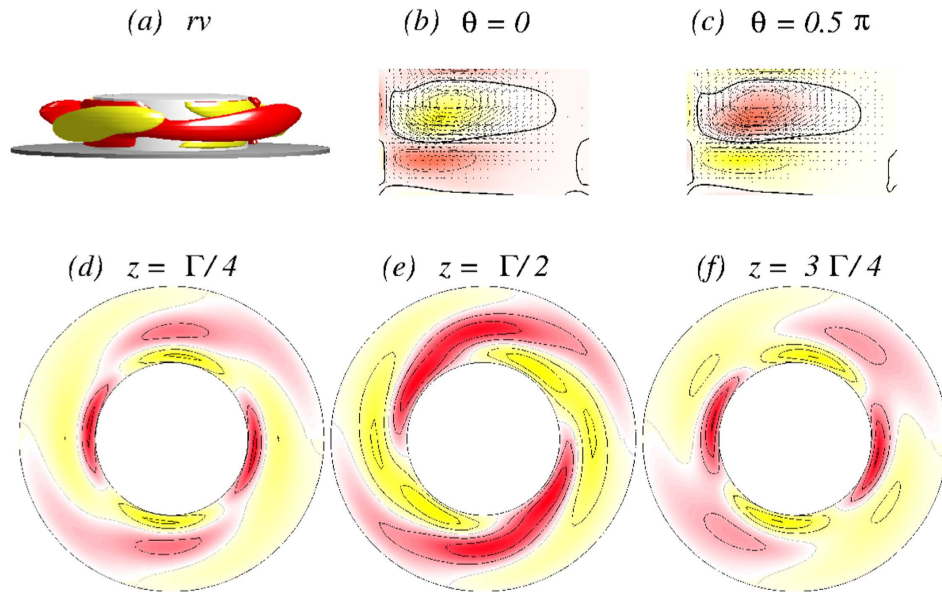 (a) rv
(b) θ = 0
(c) θ = 0.5 π
(d) z = Γ/4
(e) z = Γ/2
(f) z = 3 Γ/4